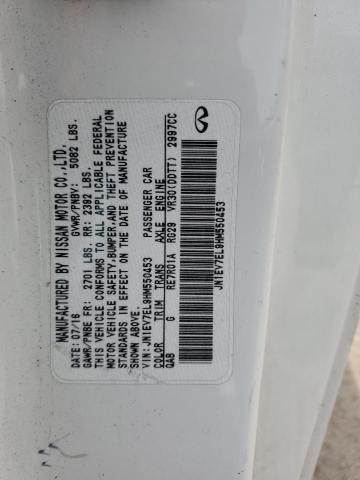 MANUFACTURED BY NISSAN MOTOR CO.,LTD.
DATE: 07/16 GVWR/PNBV: 5082 LBS.
GAWR/PNBE FR: 2701 LBS. RR: 2392 LBS.
THIS VEHICLE CONFORMS TO ALL APPLICABLE FEDERAL
MOTOR VEHICLE SAFETY,BUMPER,AND THEFT PREVENTION
STANDARDS IN EFFECT ON THE DATE OF MANUFACTURE
SHOWN ABOVE.
VIN: JN1EV7EL9HM550453 PASSENGER CAR
COLOR TRIM TRANS AXLE ENGINE
QAB G RE7R01A RG29 VR30(DDTT) 2997CC
JN1EV7EL9HM550453